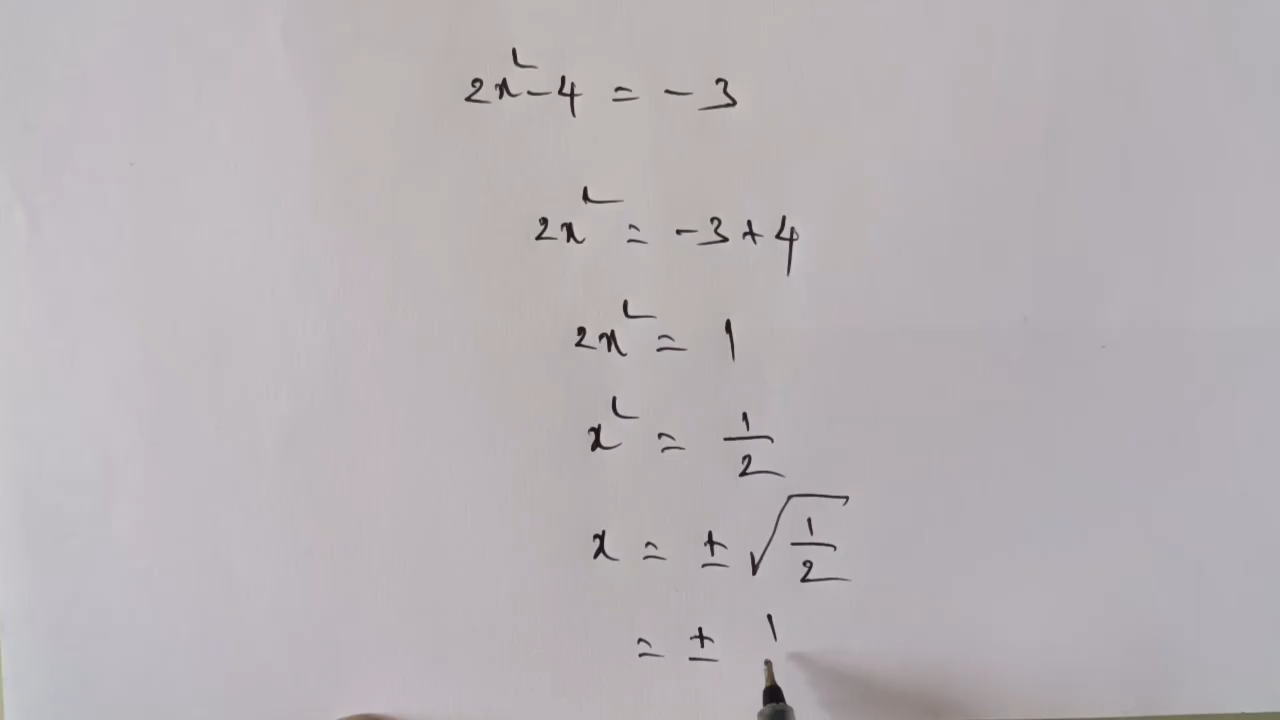 2x² - 4 = - 3
2x² = - 3 + 4
2x² = 1
x² = 1/2
x = ± √(1/2)
= ± 1